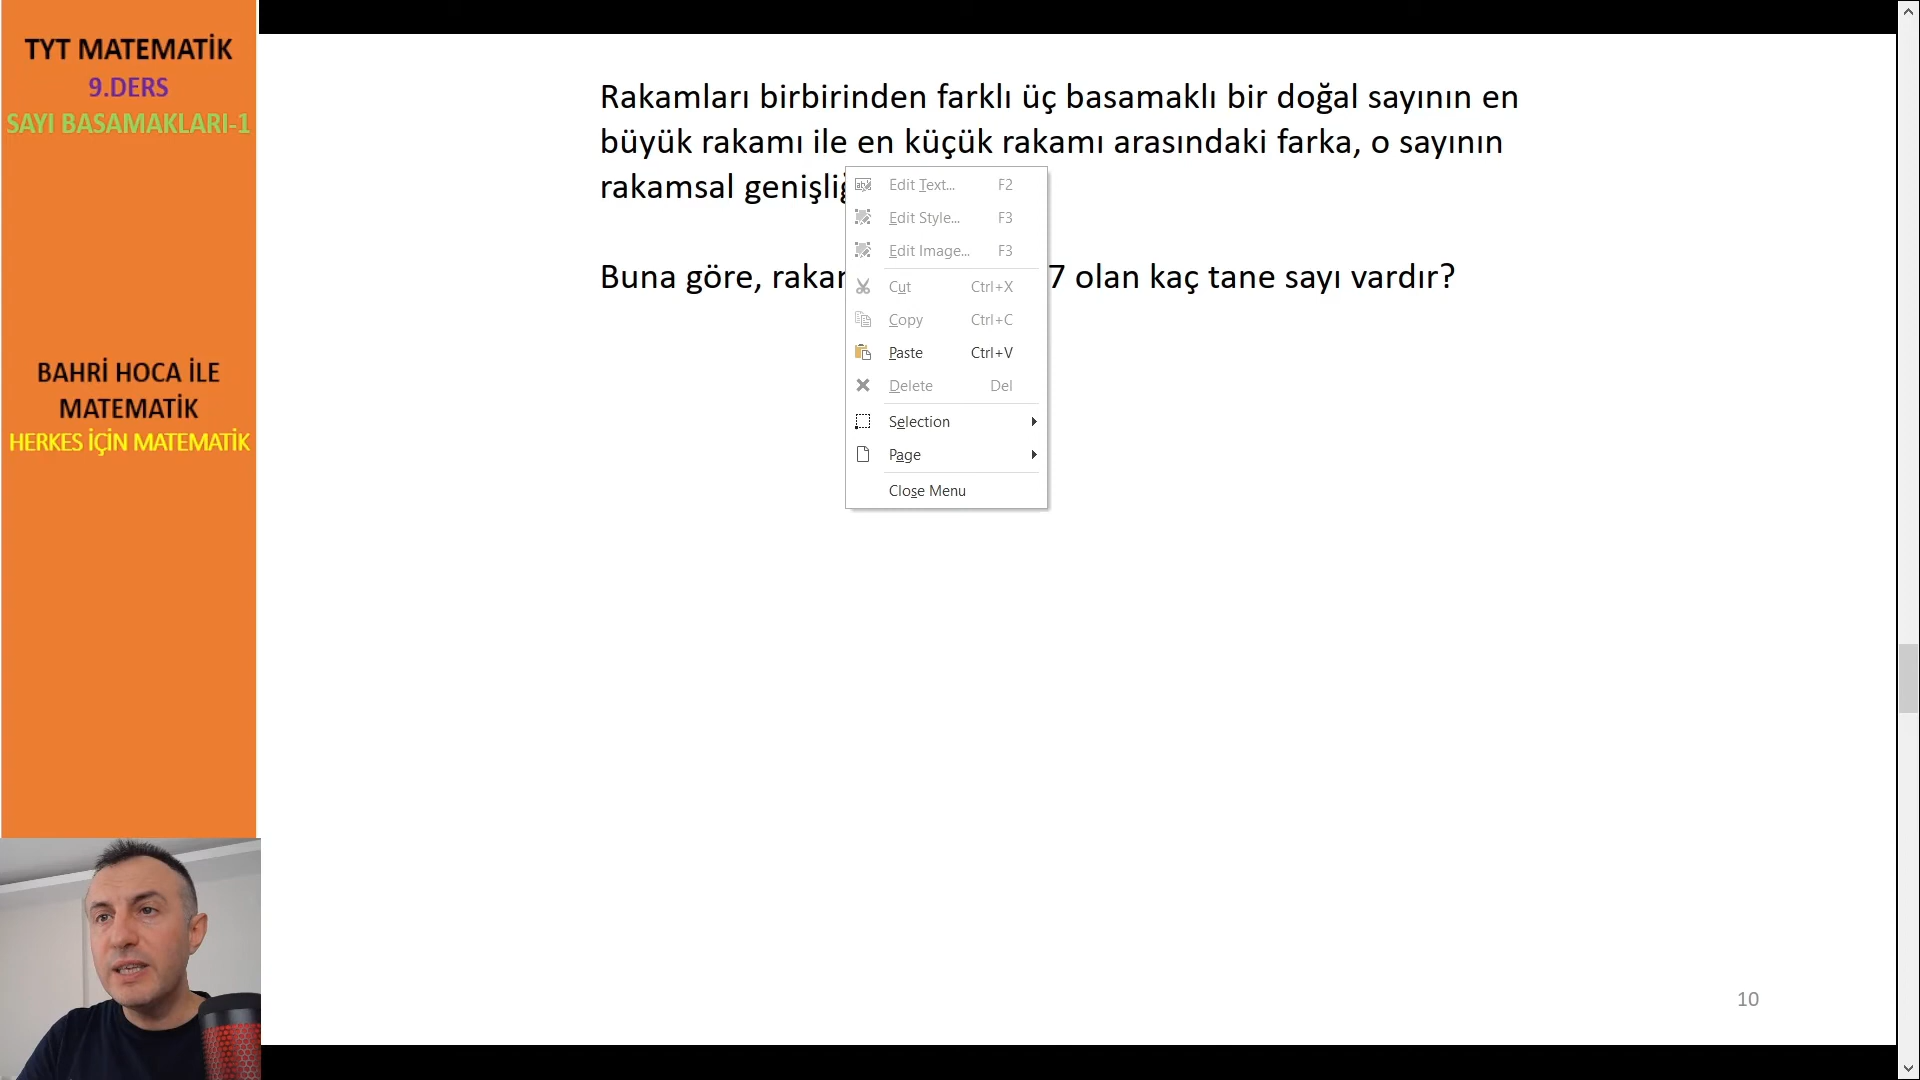 TYT MATEMATİK
9.DERS
SAYI BASAMAKLARI-1
BAHRİ HOCA İLE
MATEMATİK
HERKES İÇİN MATEMATİK
Rakamları birbirinden farklı üç basamaklı bir doğal sayının en
büyük rakamı ile en küçük rakamı arasındaki farka, o sayının
rakamsal
Buna göre, 7 olan kaç tane sayı vardır?
Edit Text... F2
Edit Style... F3
Edit Image... F3
Cut Ctrl+X
Copy Ctrl+C
Paste Ctrl+V
Delete Del
Selection
Page
Close Menu
10